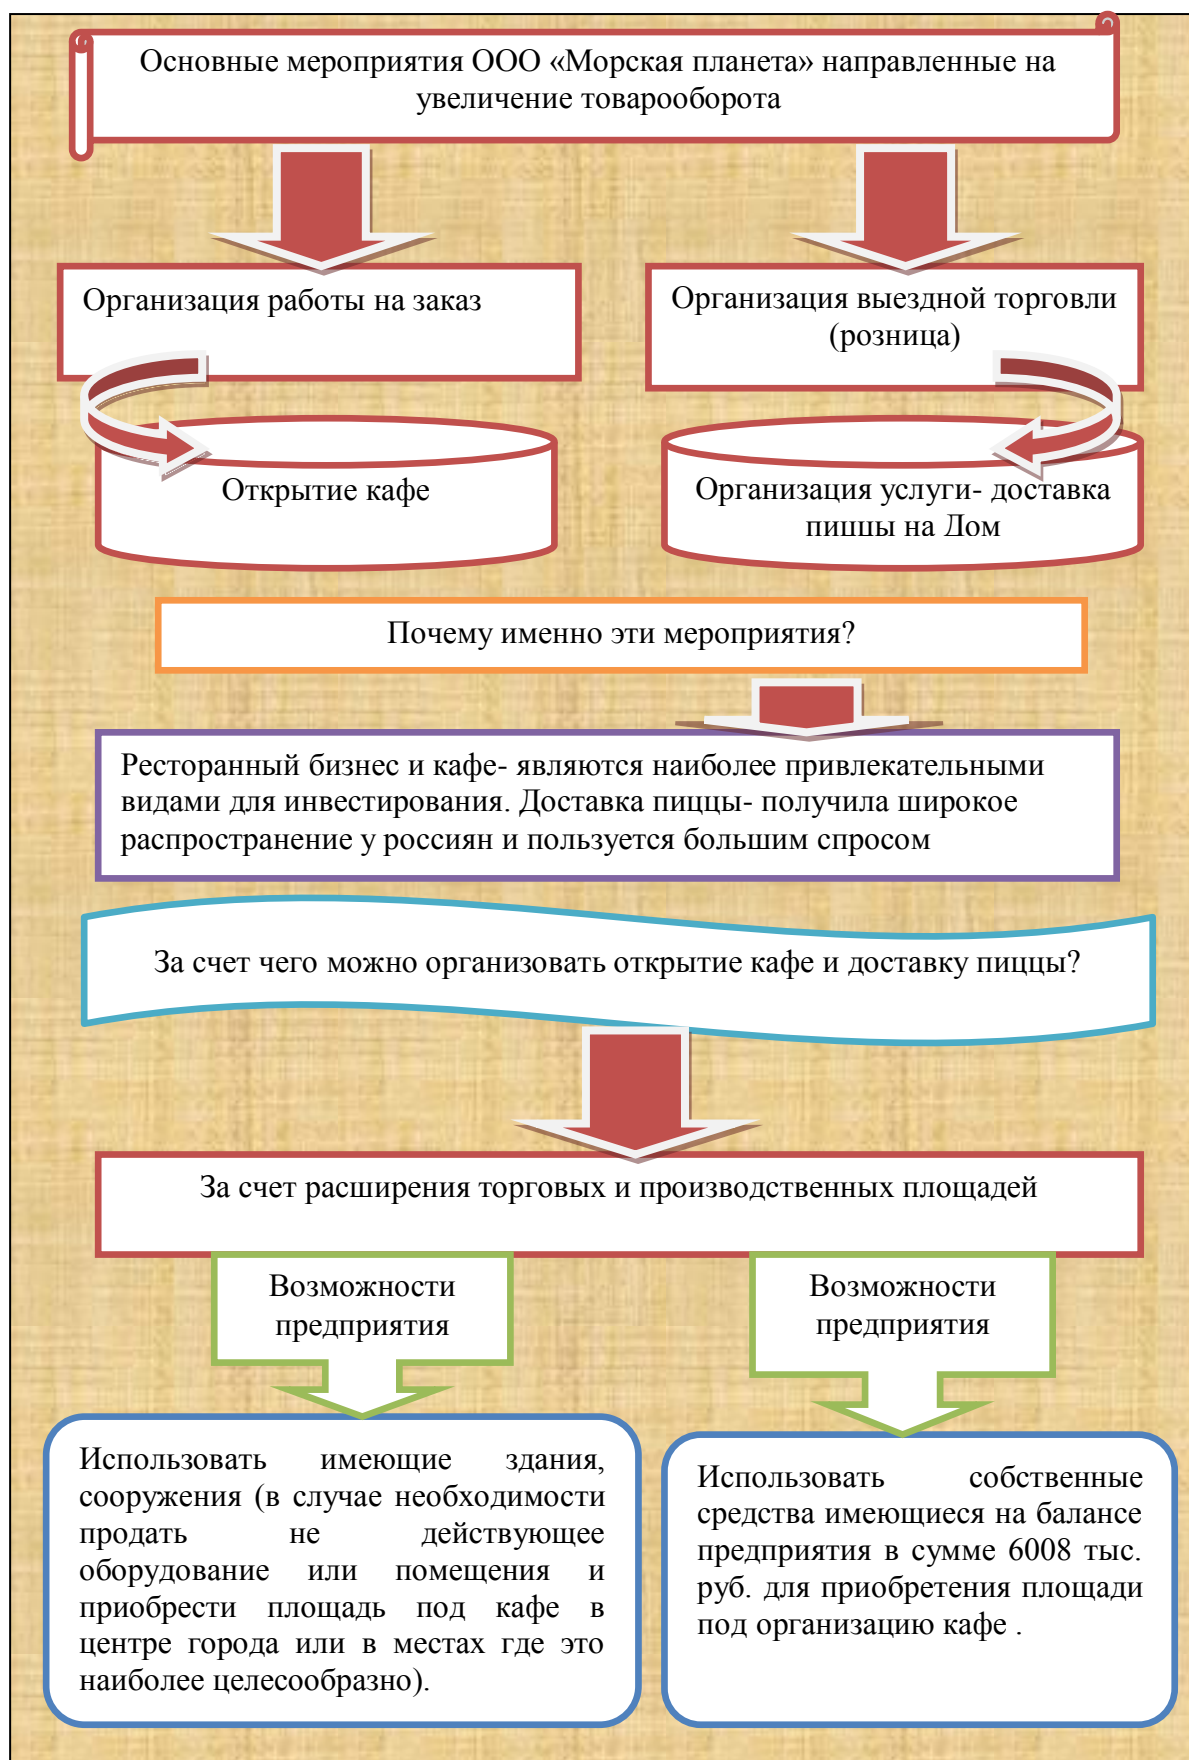 Основные мероприятия ООО «Морская планета» направленные на
увеличение товарооборота
Организация работы на заказ
Организация выездной торговли
(розница)
Открытие кафе
Организация услуги- доставка
пиццы на Дом
Почему именно эти мероприятия?
Ресторанный бизнес и кафе- являются наиболее привлекательными
видами для инвестирования. Доставка пиццы- получила широкое
распространение у россиян и пользуется большим спросом
За счет чего можно организовать открытие кафе и доставку пиццы?
За счет расширения торговых и производственных площадей
Возможности
предприятия
Возможности
предприятия
Использовать имеющие здания,
сооружения (в случае необходимости
продать не действующее
оборудование или помещения и
приобрести площадь под кафе в
центре города или в местах где это
наиболее целесообразно).
Использовать собственные
средства имеющиеся на балансе
предприятия в сумме 6008 тыс.
руб. для приобретения площади
под организацию кафе .